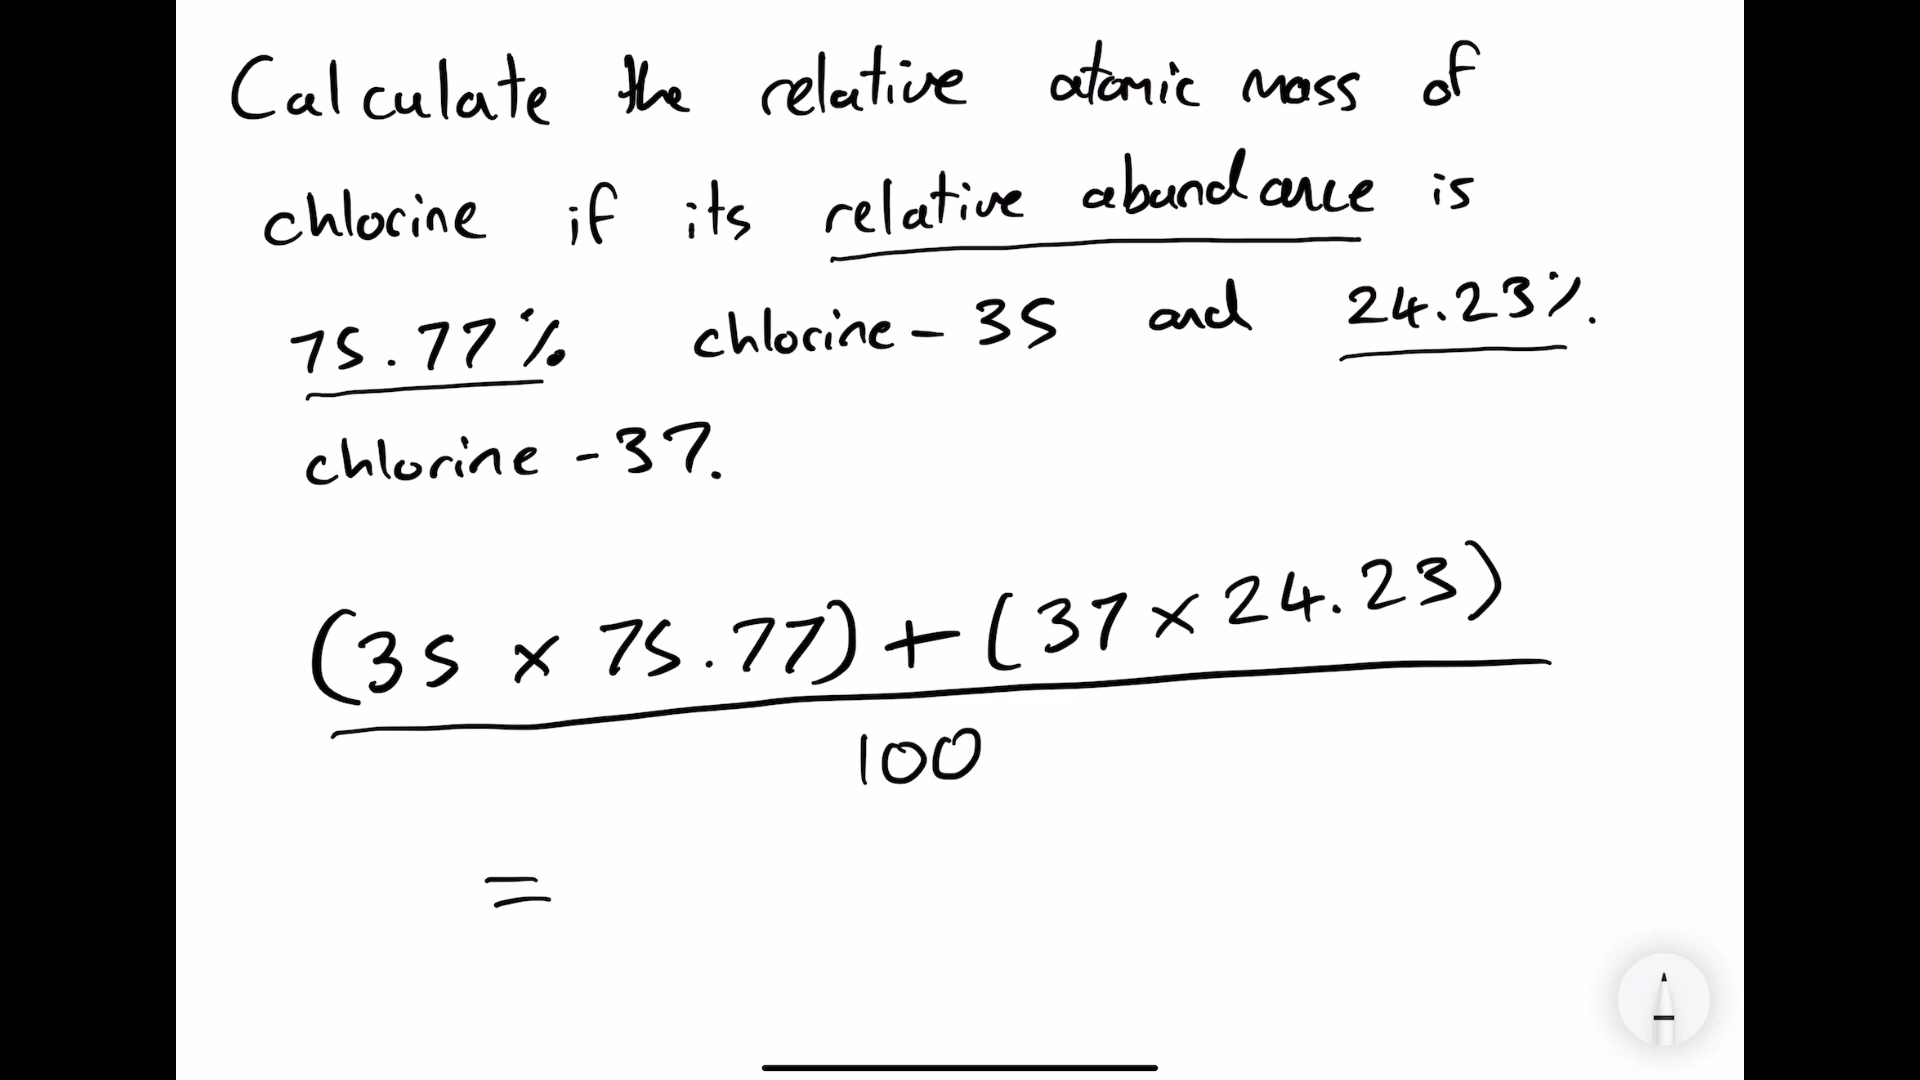 Calculate the relative atomic mass of
chlorine if its relative abundance is
75.77% chlorine - 35 and 24.23%.
chlorine - 37.
(35 x 75.77) + (37 x 24.23)
100
=